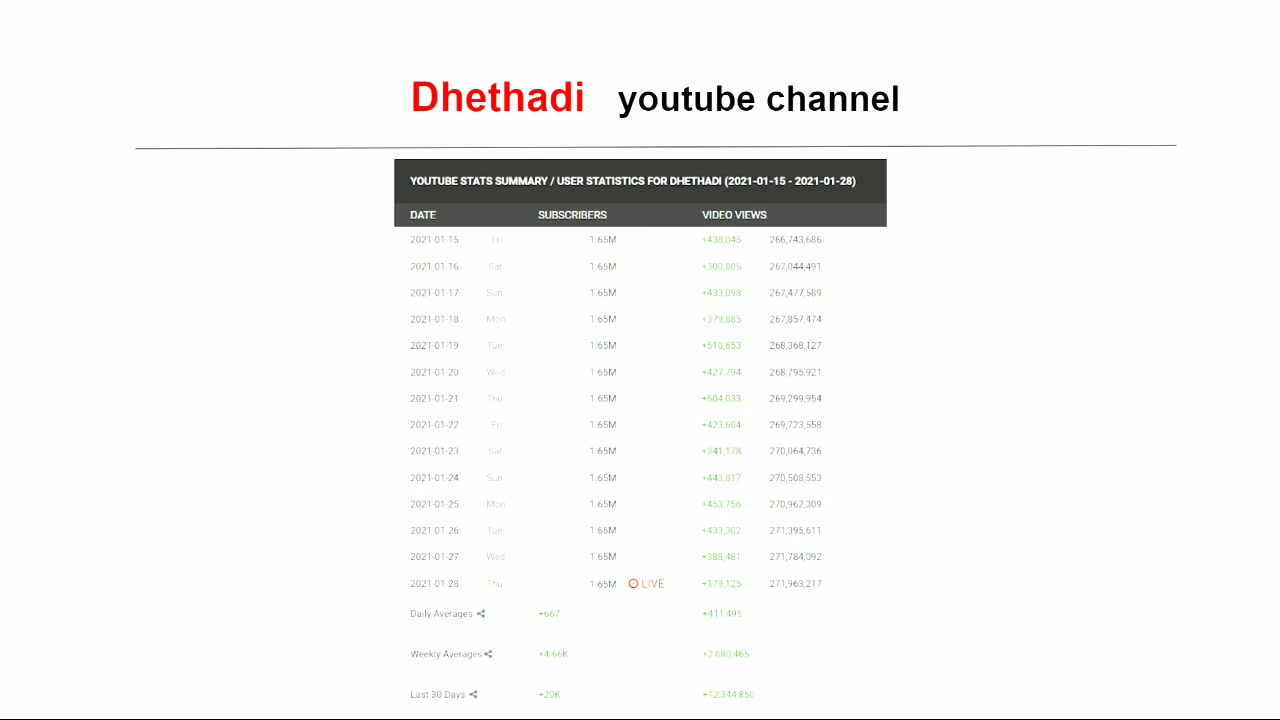 Dhethadi youtube channel
YOUTUBE STATS SUMMARY / USER STATISTICS FOR DHETHADI (2021-01-15 - 2021-01-28)
DATE SUBSCRIBERS VIDEO VIEWS
2021-01-15 Fri 1.65M +438,045 266,743,686
2021-01-16 Sat 1.65M +300,805 267,044,491
2021-01-17 Sun 1.65M +433,098 267,477,589
2021-01-18 Mon 1.65M +379,885 267,857,474
2021-01-19 Tue 1.65M +510,653 268,368,127
2021-01-20 Wed 1.65M +427,794 268,795,921
2021-01-21 Thu 1.65M +504,033 269,299,954
2021-01-22 Fri 1.65M +423,604 269,723,558
2021-01-23 Sat 1.65M +341,178 270,064,736
2021-01-24 Sun 1.65M +443,817 270,508,553
2021-01-25 Mon 1.65M +453,756 270,962,309
2021-01-26 Tue 1.65M +433,302 271,395,611
2021-01-27 Wed 1.65M +388,481 271,784,092
2021-01-28 Thu 1.65M LIVE +179,125 271,963,217
Daily Averages +667 +411,495
Weekly Averages +4.66K +2,880,465
Last 30 Days +20K +12,344,850